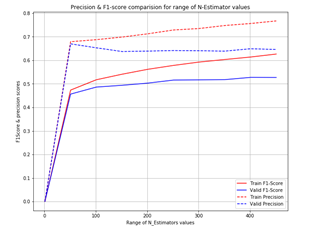 Precision & F1-score comparision for range of N-Estimator values
F1Score & precision scores
0.8
0.7
0.6
0.5
0.4
0.3
0.2
0.1
0.0
0
100
200
300
400
Range of N_Estimators values
Train F1-Score
Valid F1-Score
Train Precision
Valid Precision